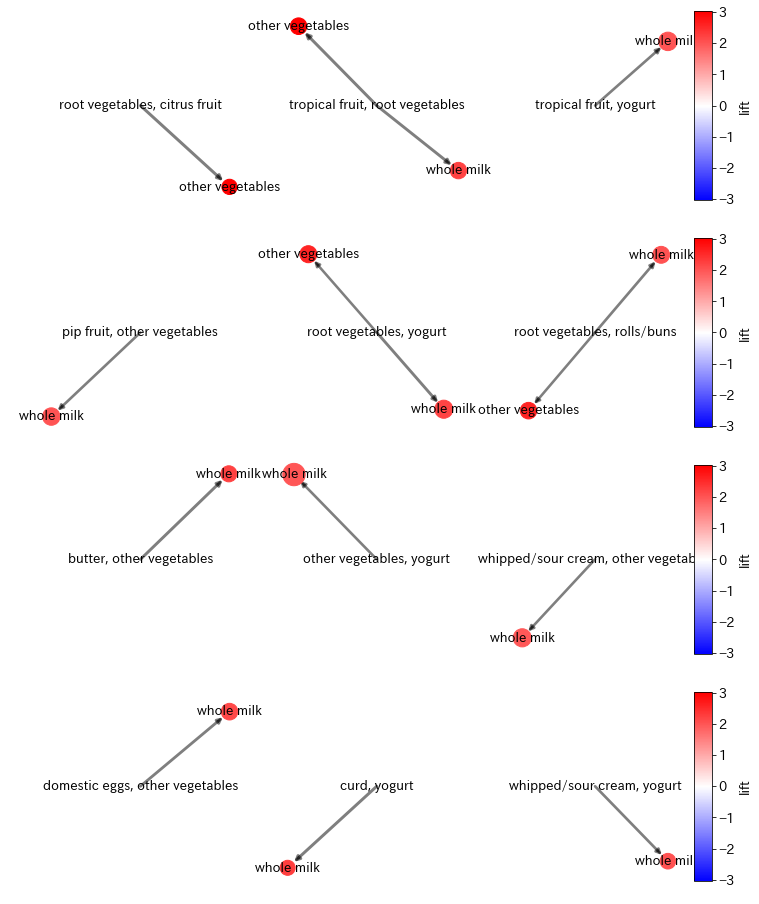 other vegetables
whole mil
root vegetables, citrus fruit
tropical fruit, root vegetables
tropical fruit, yogurt
whole milk
other vegetables
3
2
1
0
−1
−2
−3
lift
other vegetables
whole milk
pip fruit, other vegetables
root vegetables, yogurt
root vegetables, rolls/buns
whole milk
whole milk
other vegetables
3
2
1
0
−1
−2
−3
lift
whole milk
whole milk
butter, other vegetables
other vegetables, yogurt
whipped/sour cream, other vegetab
whole milk
3
2
1
0
−1
−2
−3
lift
whole milk
domestic eggs, other vegetables
curd, yogurt
whipped/sour cream, yogurt
whole milk
whole mil
3
2
1
0
−1
−2
−3
lift